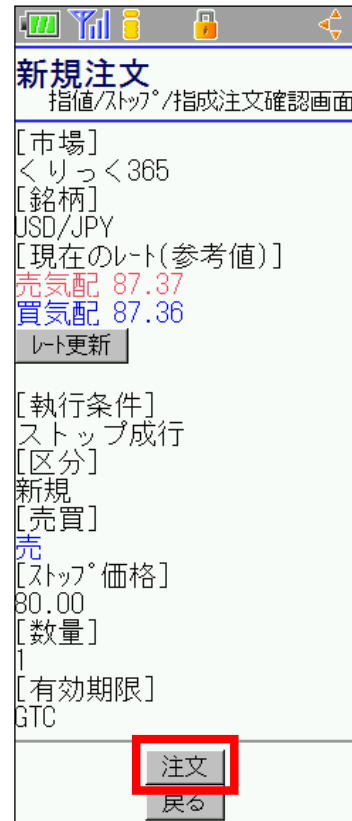 新規注文
指値/ｽﾄｯﾌﾟ/指成注文確認画面
[市場]
くりっく365
[銘柄]
USD/JPY
[現在のﾚｰﾄ(参考値)]
売気配 87.37
買気配 87.36
ﾚｰﾄ更新
[執行条件]
ストップ成行
[区分]
新規
[売買]
売
[ｽﾄｯﾌﾟ価格]
80.00
[数量]
1
[有効期限]
GTC
注文
戻る